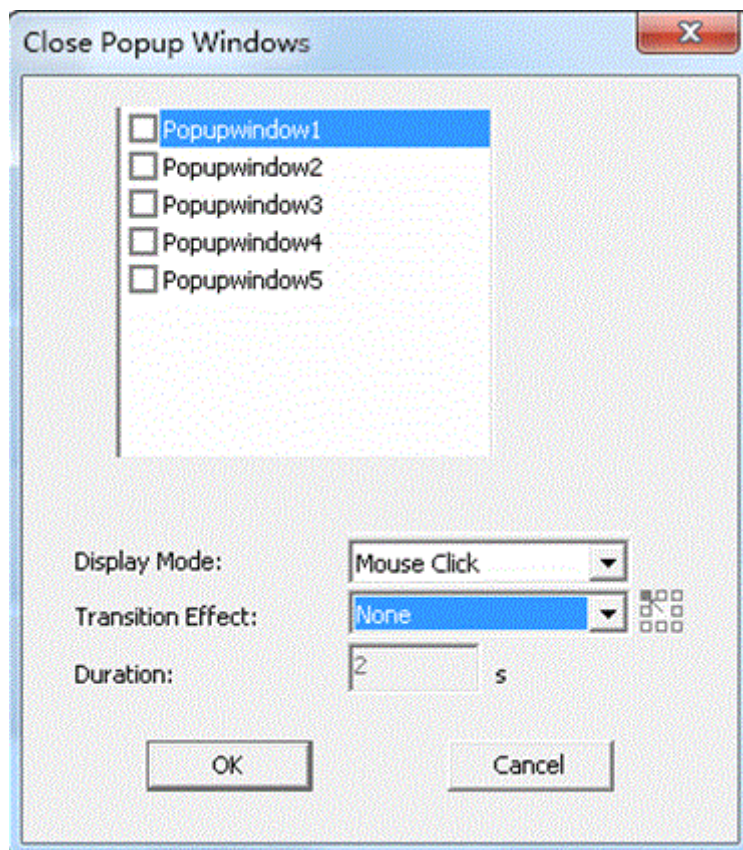 Close Popup Windows
Popupwindow1
Popupwindow2
Popupwindow3
Popupwindow4
Popupwindow5
Display Mode: Mouse Click
Transition Effect: None
Duration: 2 s
OK Cancel